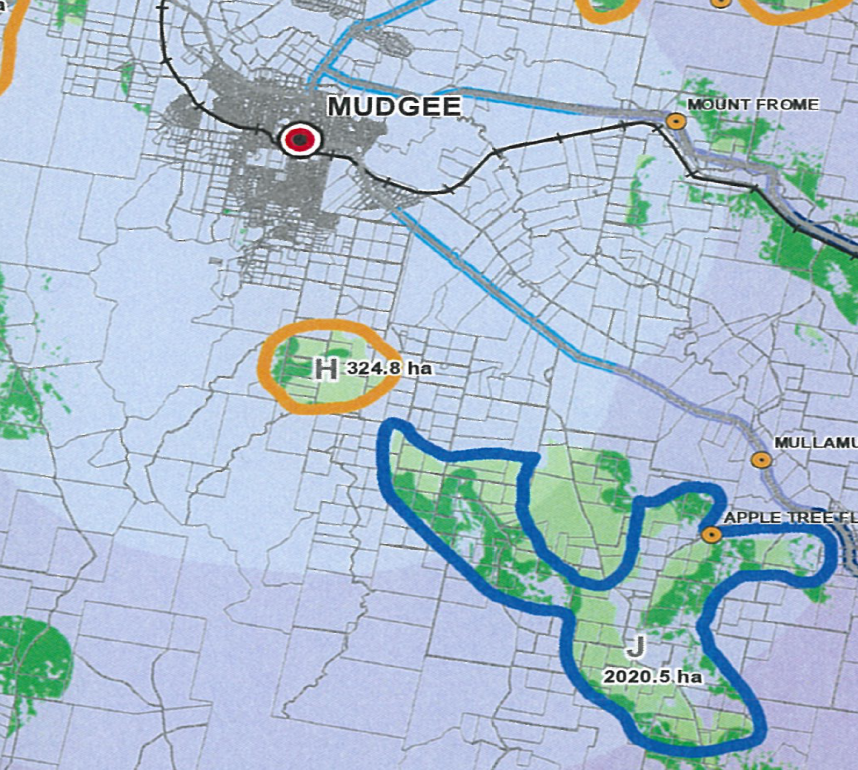 MUDGEE
MOUNT FROME
H 324.8 ha
MULLAMU
APPLE TREE FL
J
2020.5 ha